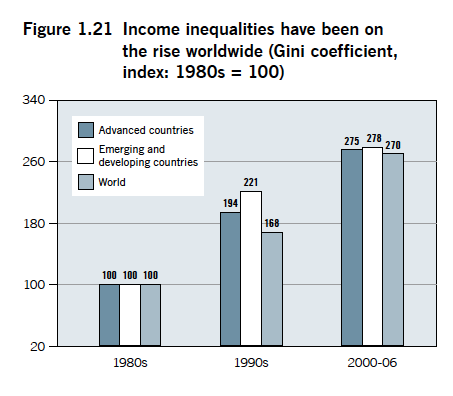 Figure 1.21 Income inequalities have been on
the rise worldwide (Gini coefficient,
index: 1980s = 100)
340
260
180
100
20
Advanced countries
Emerging and
developing countries
World
100 100 100
194
221
168
275 278 270
1980s 1990s 2000-06